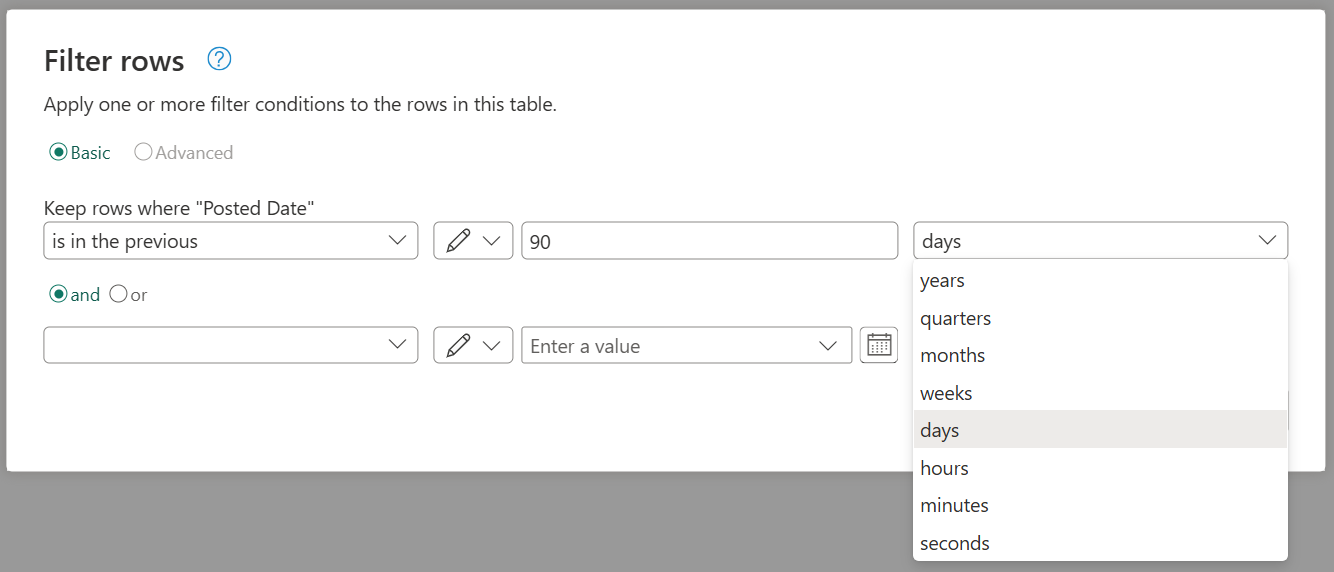 Filter rows ?
Apply one or more filter conditions to the rows in this table.
Basic Advanced
Keep rows where "Posted Date"
is in the previous 90 days
years
and or
quarters
Enter a value
months
weeks
days
hours
minutes
seconds